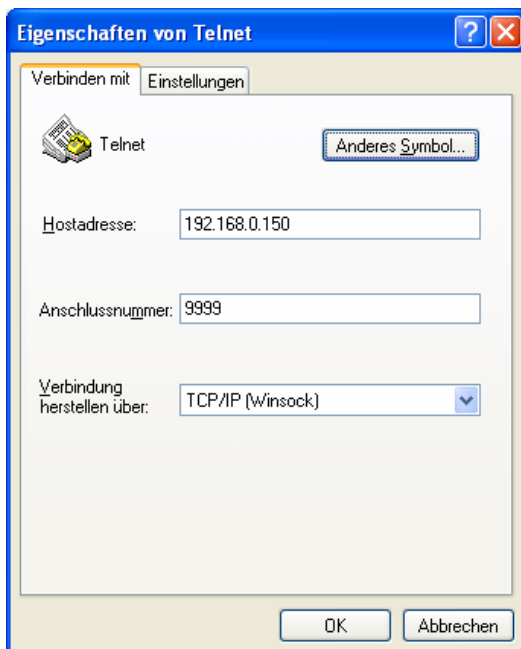 Eigenschaften von Telnet
Verbinden mit
Einstellungen
Telnet
Anderes Symbol...
Hostadresse:
192.168.0.150
Anschlussnummer:
9999
Verbindung
herstellen über:
TCP/IP (Winsock)
OK
Abbrechen